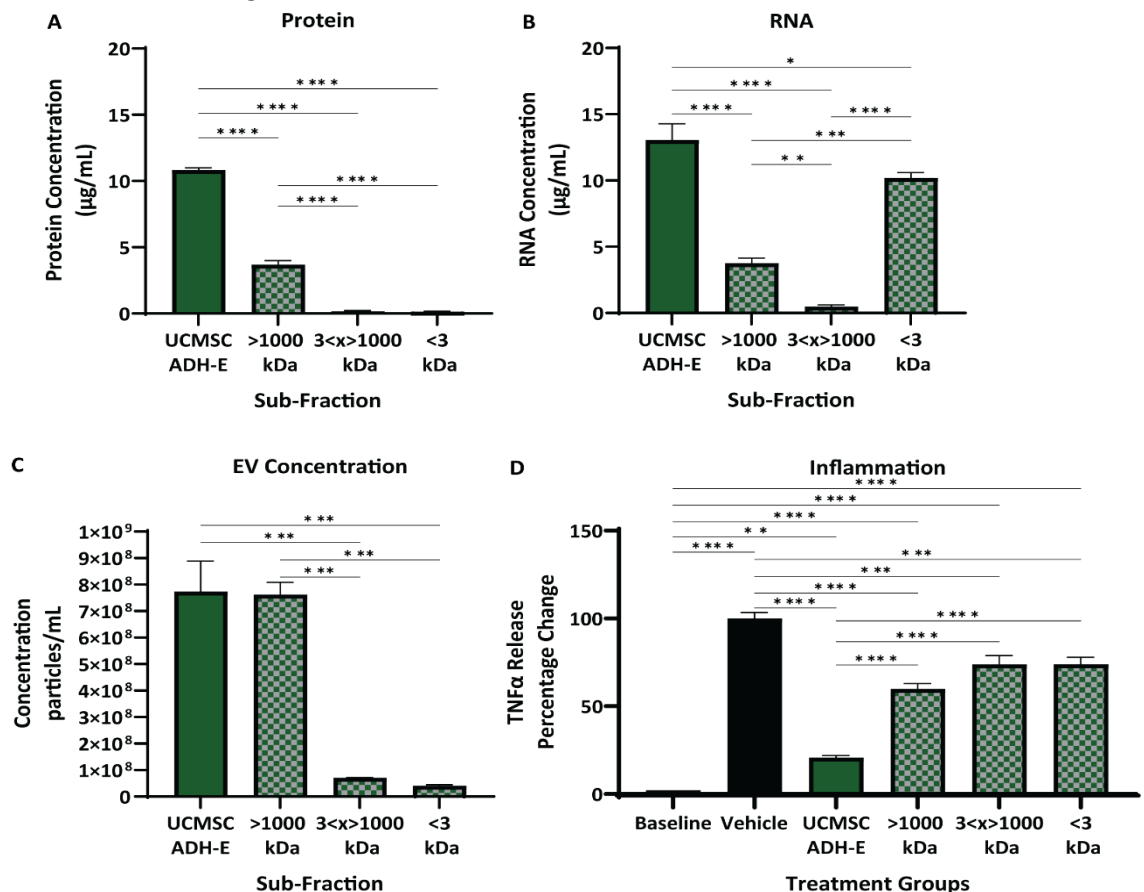 A
Protein
Protein Concentration
(µg/mL)
20
15
10
5
0
****
****
****
****
****
UCMSC
ADH-E
>1000
kDa
3<x>1000
kDa
<3
kDa
Sub-Fraction
B
RNA
RNA Concentration
(µg/mL)
20
15
10
5
0
*
****
****
****
***
**
UCMSC
ADH-E
>1000
kDa
3<x>1000
kDa
<3
kDa
Sub-Fraction
C
EV Concentration
Concentration
particles/mL
1×10⁹
9×10⁸
8×10⁸
7×10⁸
6×10⁸
5×10⁸
4×10⁸
3×10⁸
2×10⁸
1×10⁸
0
***
***
***
***
UCMSC
ADH-E
>1000
kDa
3<x>1000
kDa
<3
kDa
Sub-Fraction
D
Inflammation
TNFα Release
Percentage Change
150
100
50
0
****
****
****
**
****
***
***
****
****
****
****
****
Baseline
Vehicle
UCMSC
ADH-E
>1000
kDa
3<x>1000
kDa
<3
kDa
Treatment Groups